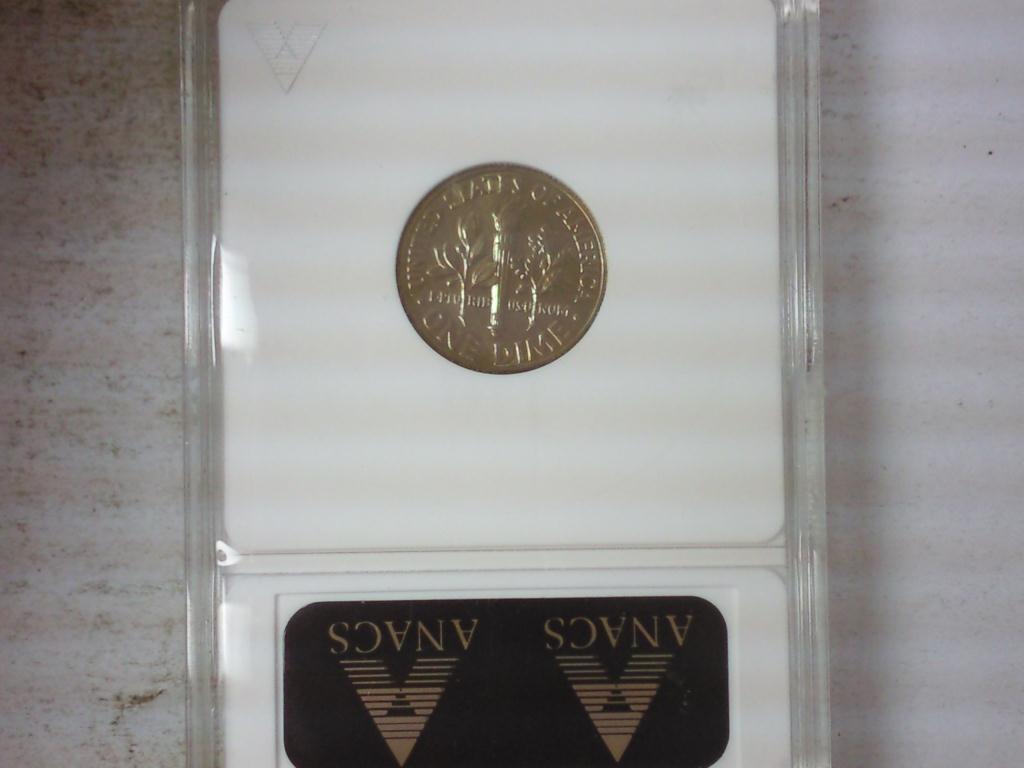 UNITED STATES OF AMERICA
E PLURIBUS UNUM
ONE DIME
ANACS ANACS